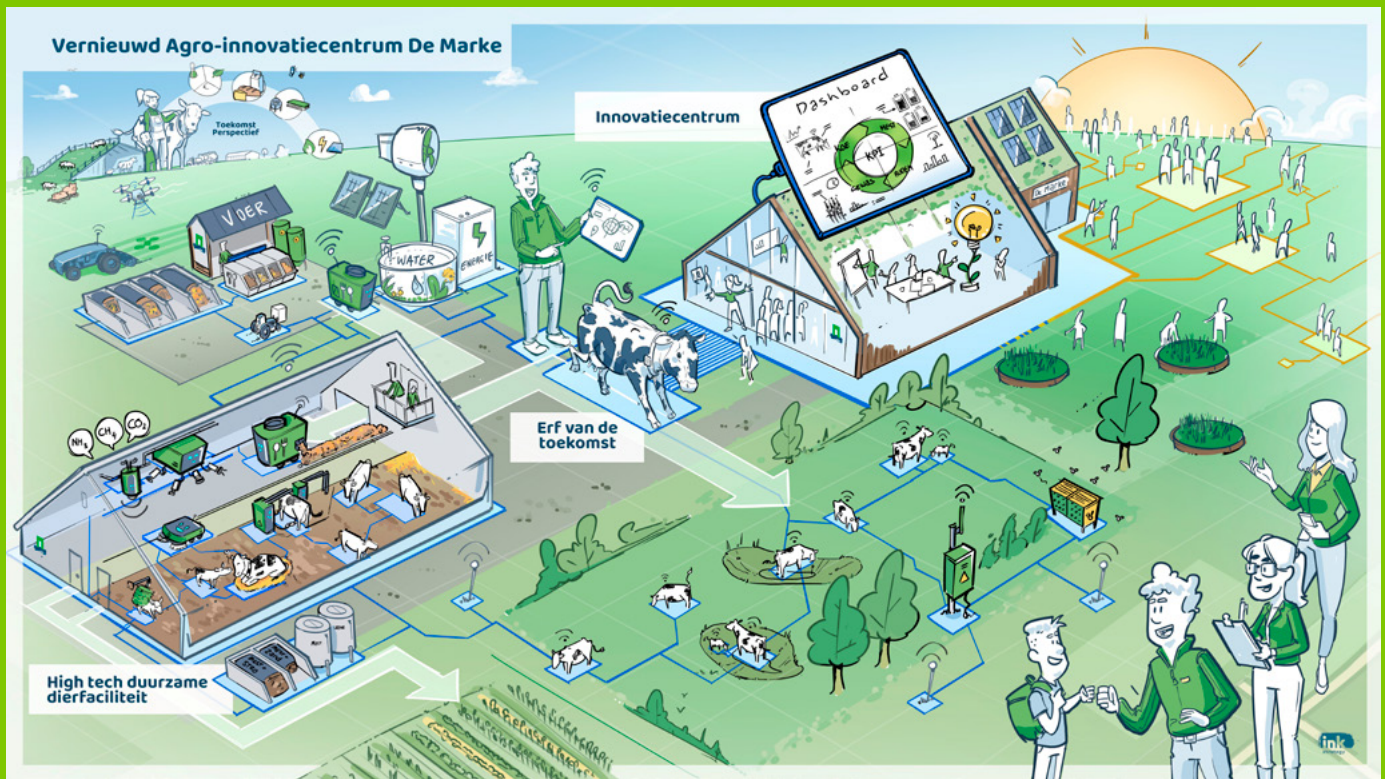 Vernieuwd Agro-innovatiecentrum De Marke
Toekomst
Perspectief
Innovatiecentrum
Dashboard
KPI
De Marke
VOER
WATER
ENERGIE
NH₃
CH₄
CO₂
Erf van de
toekomst
High tech duurzame
dierfaciliteit
ink